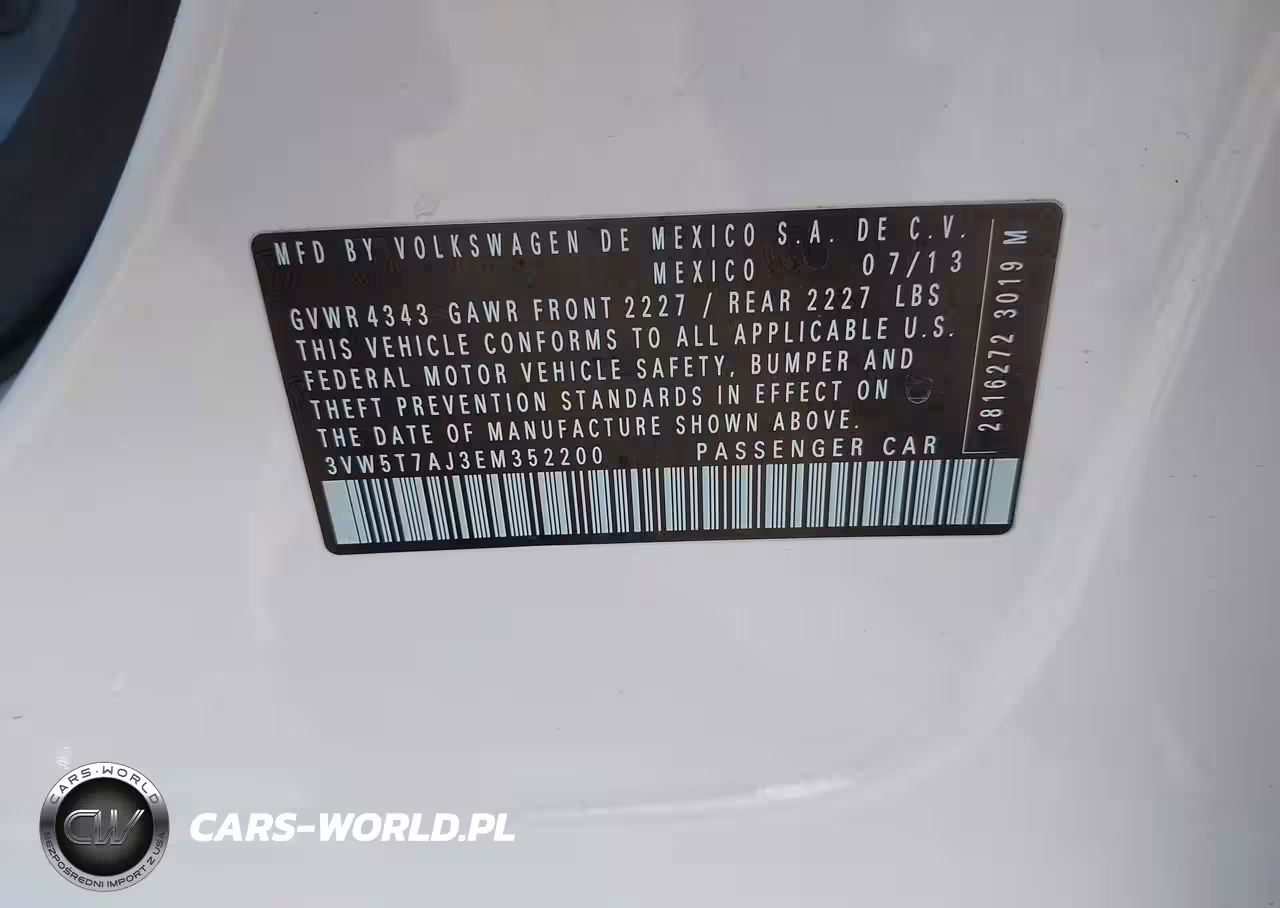 MFD BY VOLKSWAGEN DE MEXICO S.A. DE C.V.
MEXICO 07/13
GVWR 4343 GAWR FRONT 2227 / REAR 2227 LBS
THIS VEHICLE CONFORMS TO ALL APPLICABLE U.S.
FEDERAL MOTOR VEHICLE SAFETY, BUMPER AND
THEFT PREVENTION STANDARDS IN EFFECT ON
THE DATE OF MANUFACTURE SHOWN ABOVE.
3VW5T7AJ3EM352200 PASSENGER CAR
2816272 3019 M
CARS-WORLD
CW
BEZPOŚREDNI IMPORT Z USA
CARS-WORLD.PL